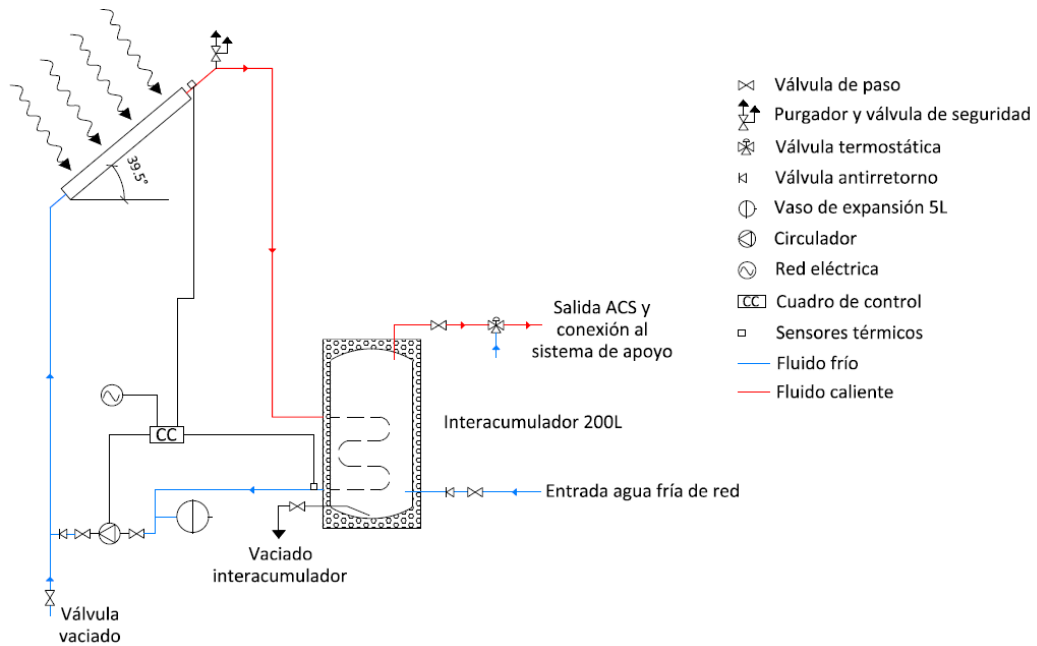 39.5°
Válvula de paso
Purgador y válvula de seguridad
Válvula termostática
Válvula antirretorno
Vaso de expansión 5L
Circulador
Red eléctrica
CC
Cuadro de control
Sensores térmicos
Fluido frío
Fluido caliente
Salida ACS y
conexión al
sistema de apoyo
Interacumulador 200L
CC
Entrada agua fría de red
Vaciado
interacumulador
Válvula
vaciado